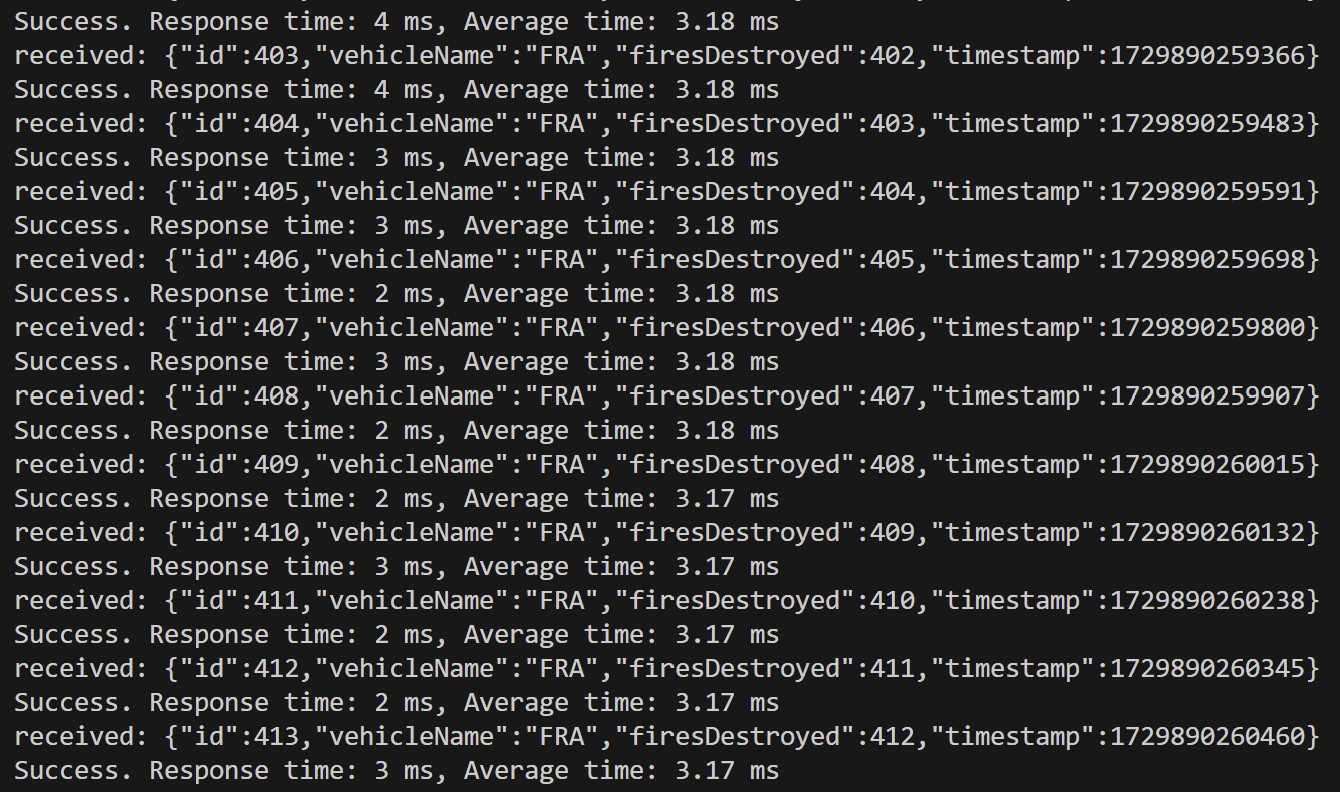 Success. Response time: 4 ms, Average time: 3.18 ms
received: {"id":403,"vehicleName":"FRA","firesDestroyed":402,"timestamp":1729890259366}
Success. Response time: 4 ms, Average time: 3.18 ms
received: {"id":404,"vehicleName":"FRA","firesDestroyed":403,"timestamp":1729890259483}
Success. Response time: 3 ms, Average time: 3.18 ms
received: {"id":405,"vehicleName":"FRA","firesDestroyed":404,"timestamp":1729890259591}
Success. Response time: 3 ms, Average time: 3.18 ms
received: {"id":406,"vehicleName":"FRA","firesDestroyed":405,"timestamp":1729890259698}
Success. Response time: 2 ms, Average time: 3.18 ms
received: {"id":407,"vehicleName":"FRA","firesDestroyed":406,"timestamp":1729890259800}
Success. Response time: 3 ms, Average time: 3.18 ms
received: {"id":408,"vehicleName":"FRA","firesDestroyed":407,"timestamp":1729890259907}
Success. Response time: 2 ms, Average time: 3.18 ms
received: {"id":409,"vehicleName":"FRA","firesDestroyed":408,"timestamp":1729890260015}
Success. Response time: 2 ms, Average time: 3.17 ms
received: {"id":410,"vehicleName":"FRA","firesDestroyed":409,"timestamp":1729890260132}
Success. Response time: 3 ms, Average time: 3.17 ms
received: {"id":411,"vehicleName":"FRA","firesDestroyed":410,"timestamp":1729890260238}
Success. Response time: 2 ms, Average time: 3.17 ms
received: {"id":412,"vehicleName":"FRA","firesDestroyed":411,"timestamp":1729890260345}
Success. Response time: 2 ms, Average time: 3.17 ms
received: {"id":413,"vehicleName":"FRA","firesDestroyed":412,"timestamp":1729890260460}
Success. Response time: 3 ms, Average time: 3.17 ms